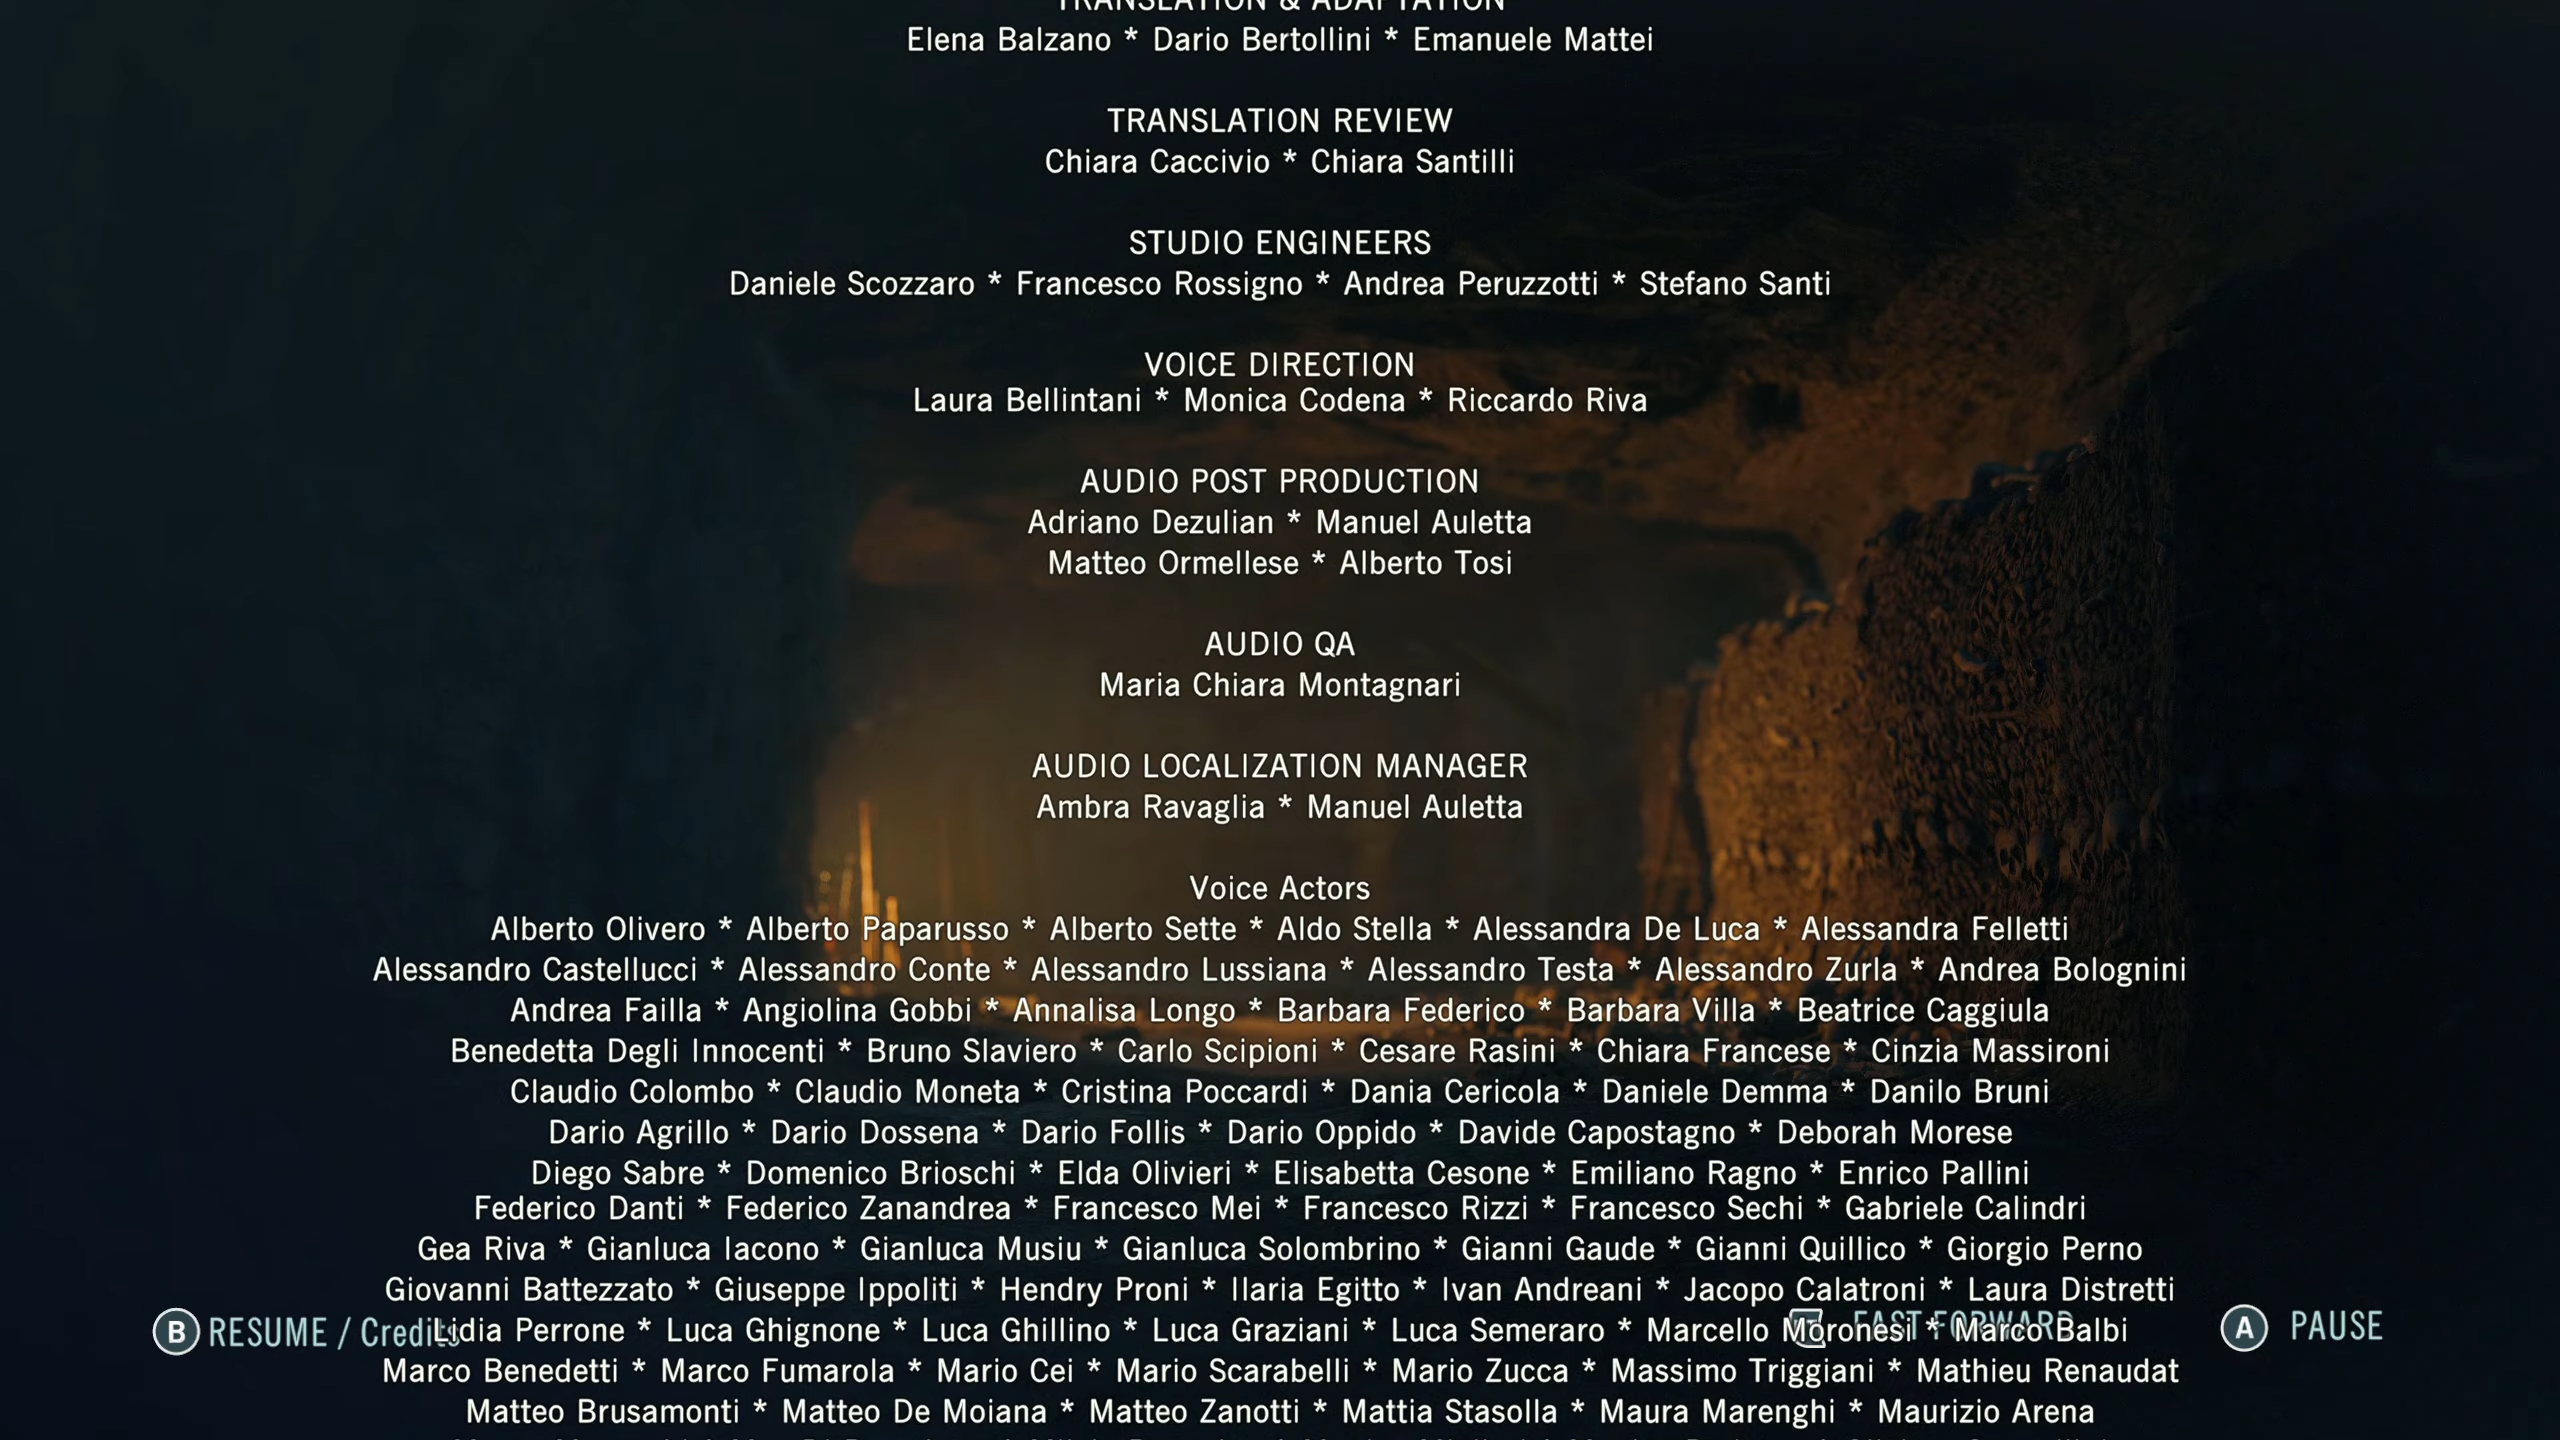 TRANSLATION & ADAPTATION
Elena Balzano * Dario Bertollini * Emanuele Mattei
TRANSLATION REVIEW
Chiara Caccivio * Chiara Santilli
STUDIO ENGINEERS
Daniele Scozzaro * Francesco Rossigno * Andrea Peruzzotti * Stefano Santi
VOICE DIRECTION
Laura Bellintani * Monica Codena * Riccardo Riva
AUDIO POST PRODUCTION
Adriano Dezulian * Manuel Auletta
Matteo Ormellese * Alberto Tosi
AUDIO QA
Maria Chiara Montagnari
AUDIO LOCALIZATION MANAGER
Ambra Ravaglia * Manuel Auletta
Voice Actors
Alberto Olivero * Alberto Paparusso * Alberto Sette * Aldo Stella * Alessandra De Luca * Alessandra Felletti
Alessandro Castellucci * Alessandro Conte * Alessandro Lussiana * Alessandro Testa * Alessandro Zurla * Andrea Bolognini
Andrea Failla * Angiolina Gobbi * Annalisa Longo * Barbara Federico * Barbara Villa * Beatrice Caggiula
Benedetta Degli Innocenti * Bruno Slaviero * Carlo Scipioni * Cesare Rasini * Chiara Francese * Cinzia Massironi
Claudio Colombo * Claudio Moneta * Cristina Poccardi * Dania Cericola * Daniele Demma * Danilo Bruni
Dario Agrillo * Dario Dossena * Dario Follis * Dario Oppido * Davide Capostagno * Deborah Morese
Diego Sabre * Domenico Brioschi * Elda Olivieri * Elisabetta Cesone * Emiliano Ragno * Enrico Pallini
Federico Danti * Federico Zanandrea * Francesco Mei * Francesco Rizzi * Francesco Sechi * Gabriele Calindri
Gea Riva * Gianluca Iacono * Gianluca Musiu * Gianluca Solombrino * Gianni Gaude * Gianni Quillico * Giorgio Perno
Giovanni Battezzato * Giuseppe Ippoliti * Hendry Proni * Ilaria Egitto * Ivan Andreani * Jacopo Calatroni * Laura Distretti
Lidia Perrone * Luca Ghignone * Luca Ghillino * Luca Graziani * Luca Semeraro * Marcello Moronesi * Marco Balbi
B RESUME / Credits
FAST FORWARD
A PAUSE
Marco Benedetti * Marco Fumarola * Mario Cei * Mario Scarabelli * Mario Zucca * Massimo Triggiani * Mathieu Renaudat
Matteo Brusamonti * Matteo De Moiana * Matteo Zanotti * Mattia Stasolla * Maura Marenghi * Maurizio Arena